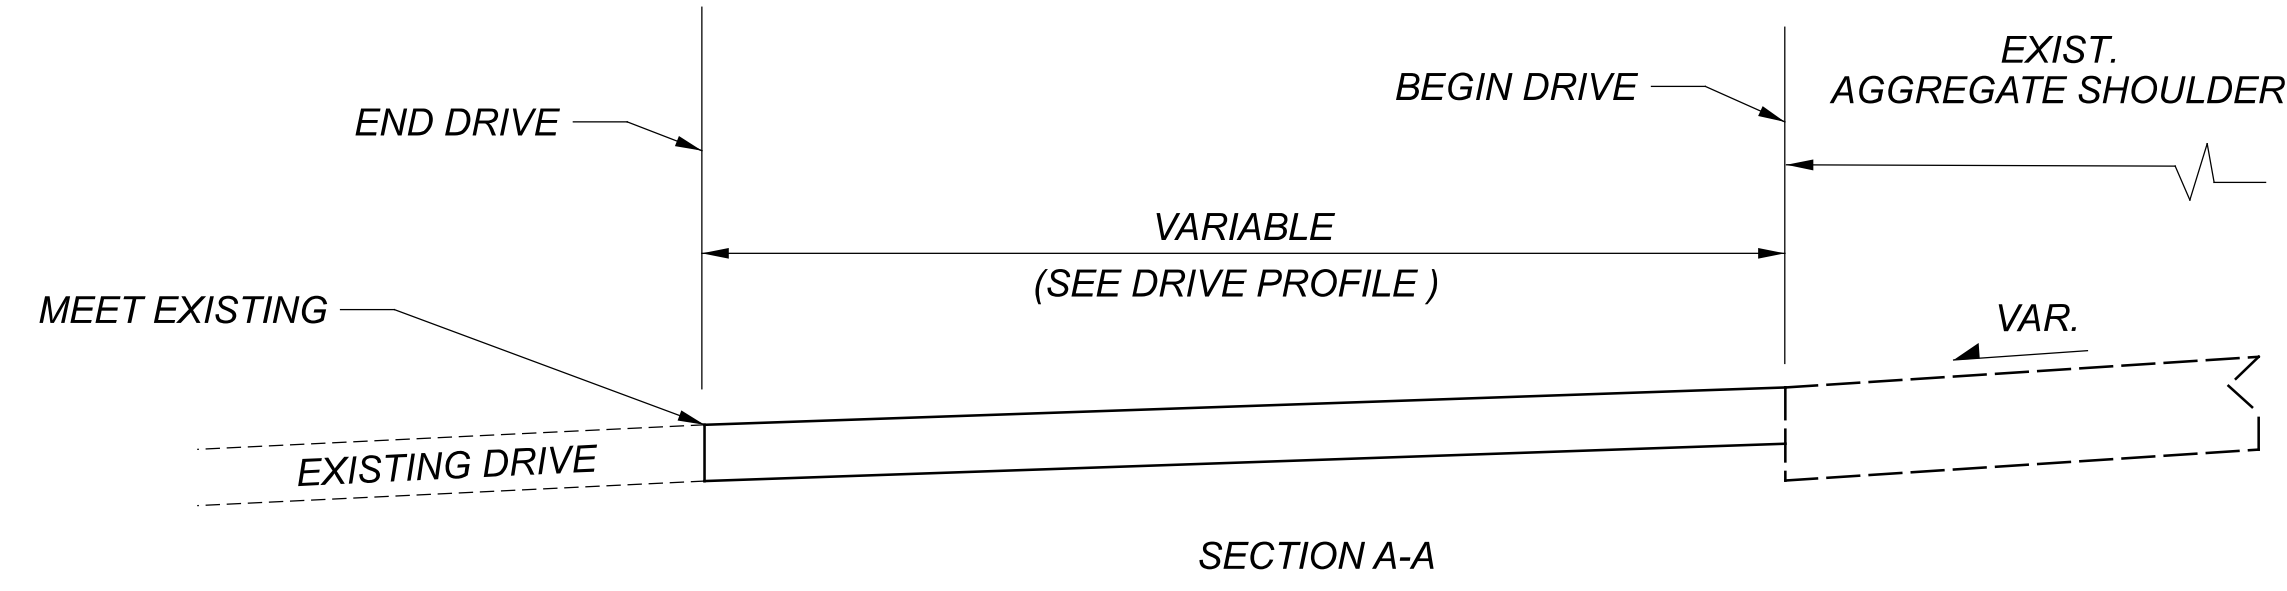 EXIST.
AGGREGATE SHOULDER
BEGIN DRIVE
END DRIVE
VARIABLE
(SEE DRIVE PROFILE )
MEET EXISTING
VAR.
EXISTING DRIVE
SECTION A-A